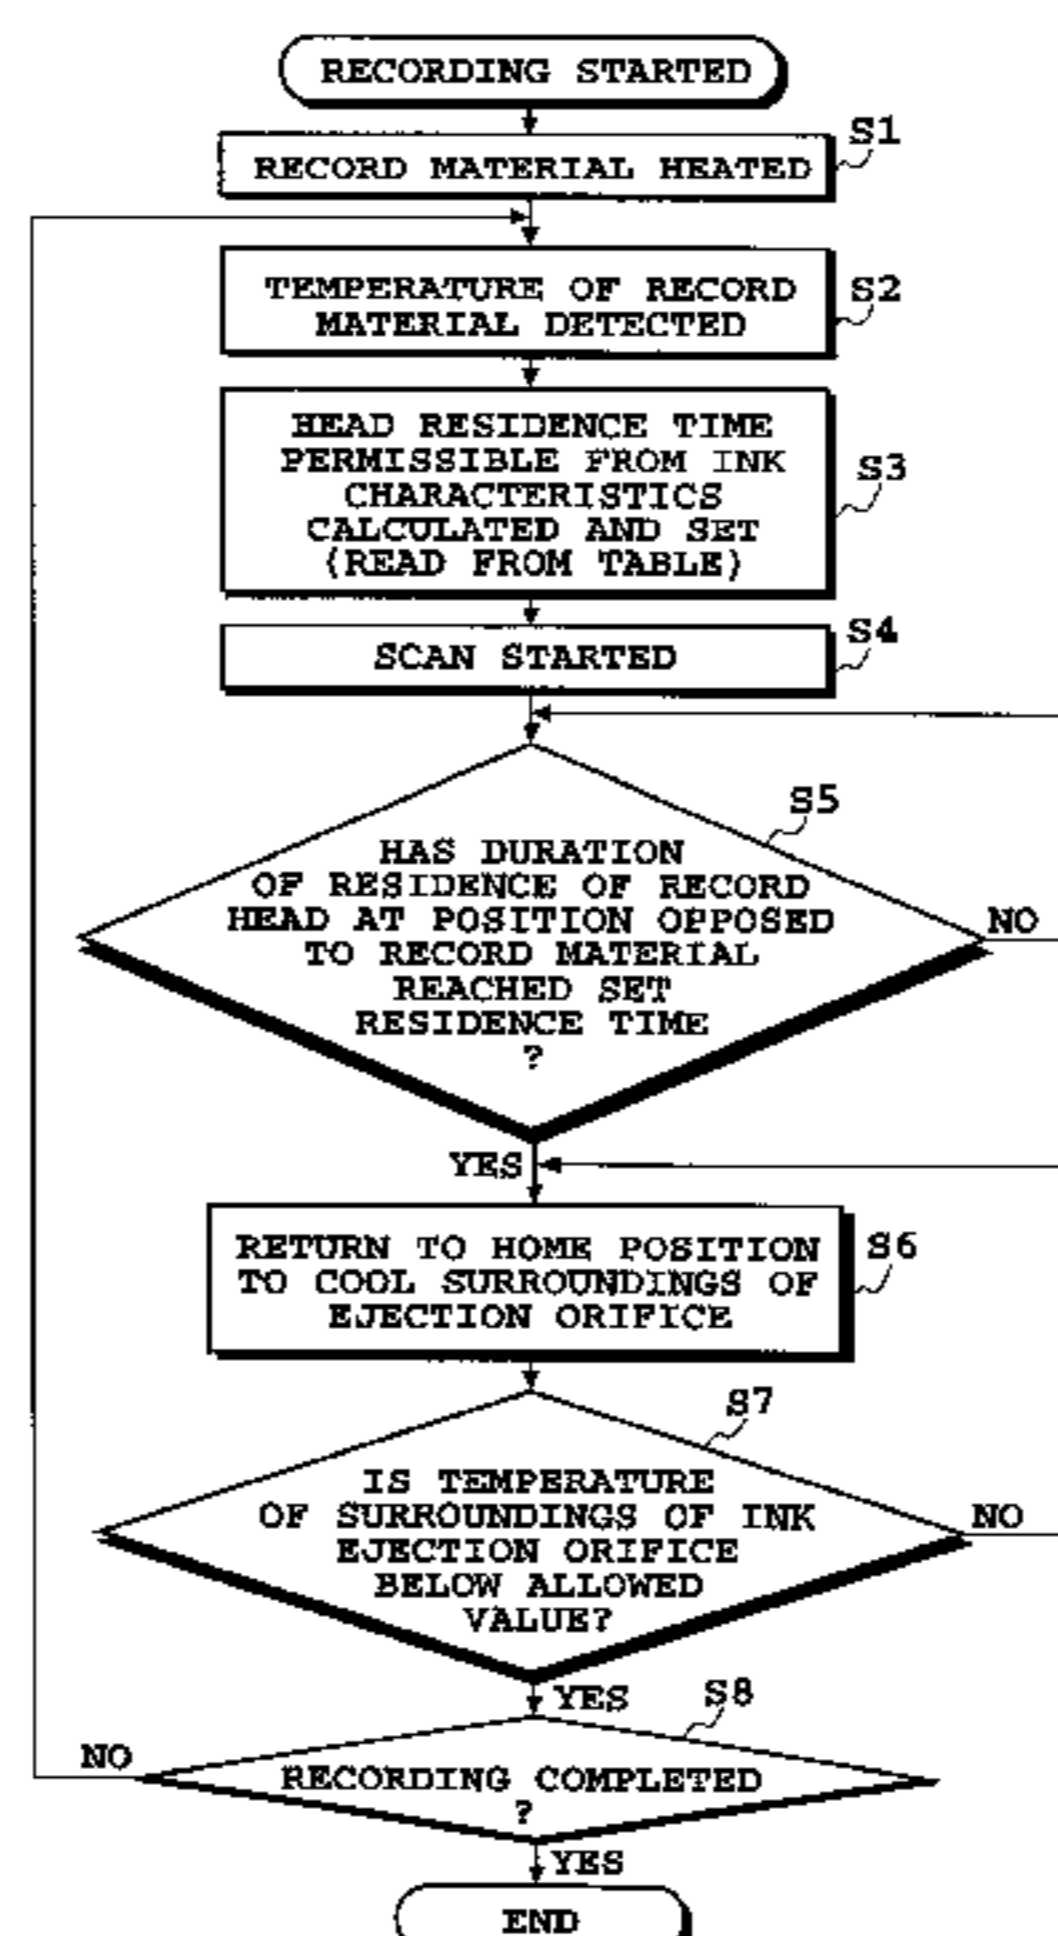 RECORDING STARTED
S1
RECORD MATERIAL HEATED
S2
TEMPERATURE OF RECORD
MATERIAL DETECTED
HEAD RESIDENCE TIME
PERMISSIBLE FROM INK
S3
CHARACTERISTICS
CALCULATED AND SET
(READ FROM TABLE)
S4
SCAN STARTED
S5
HAS DURATION
OF RESIDENCE OF RECORD
HEAD AT POSITION OPPOSED
NO
TO RECORD MATERIAL
REACHED SET
RESIDENCE TIME
?
YES
RETURN TO HOME POSITION
S6
TO COOL SURROUNDINGS OF
EJECTION ORIFICE
S7
IS TEMPERATURE
OF SURROUNDINGS OF INK
NO
EJECTION ORIFICE
BELOW ALLOWED
VALUE?
YES
S8
NO
RECORDING COMPLETED
?
YES
END